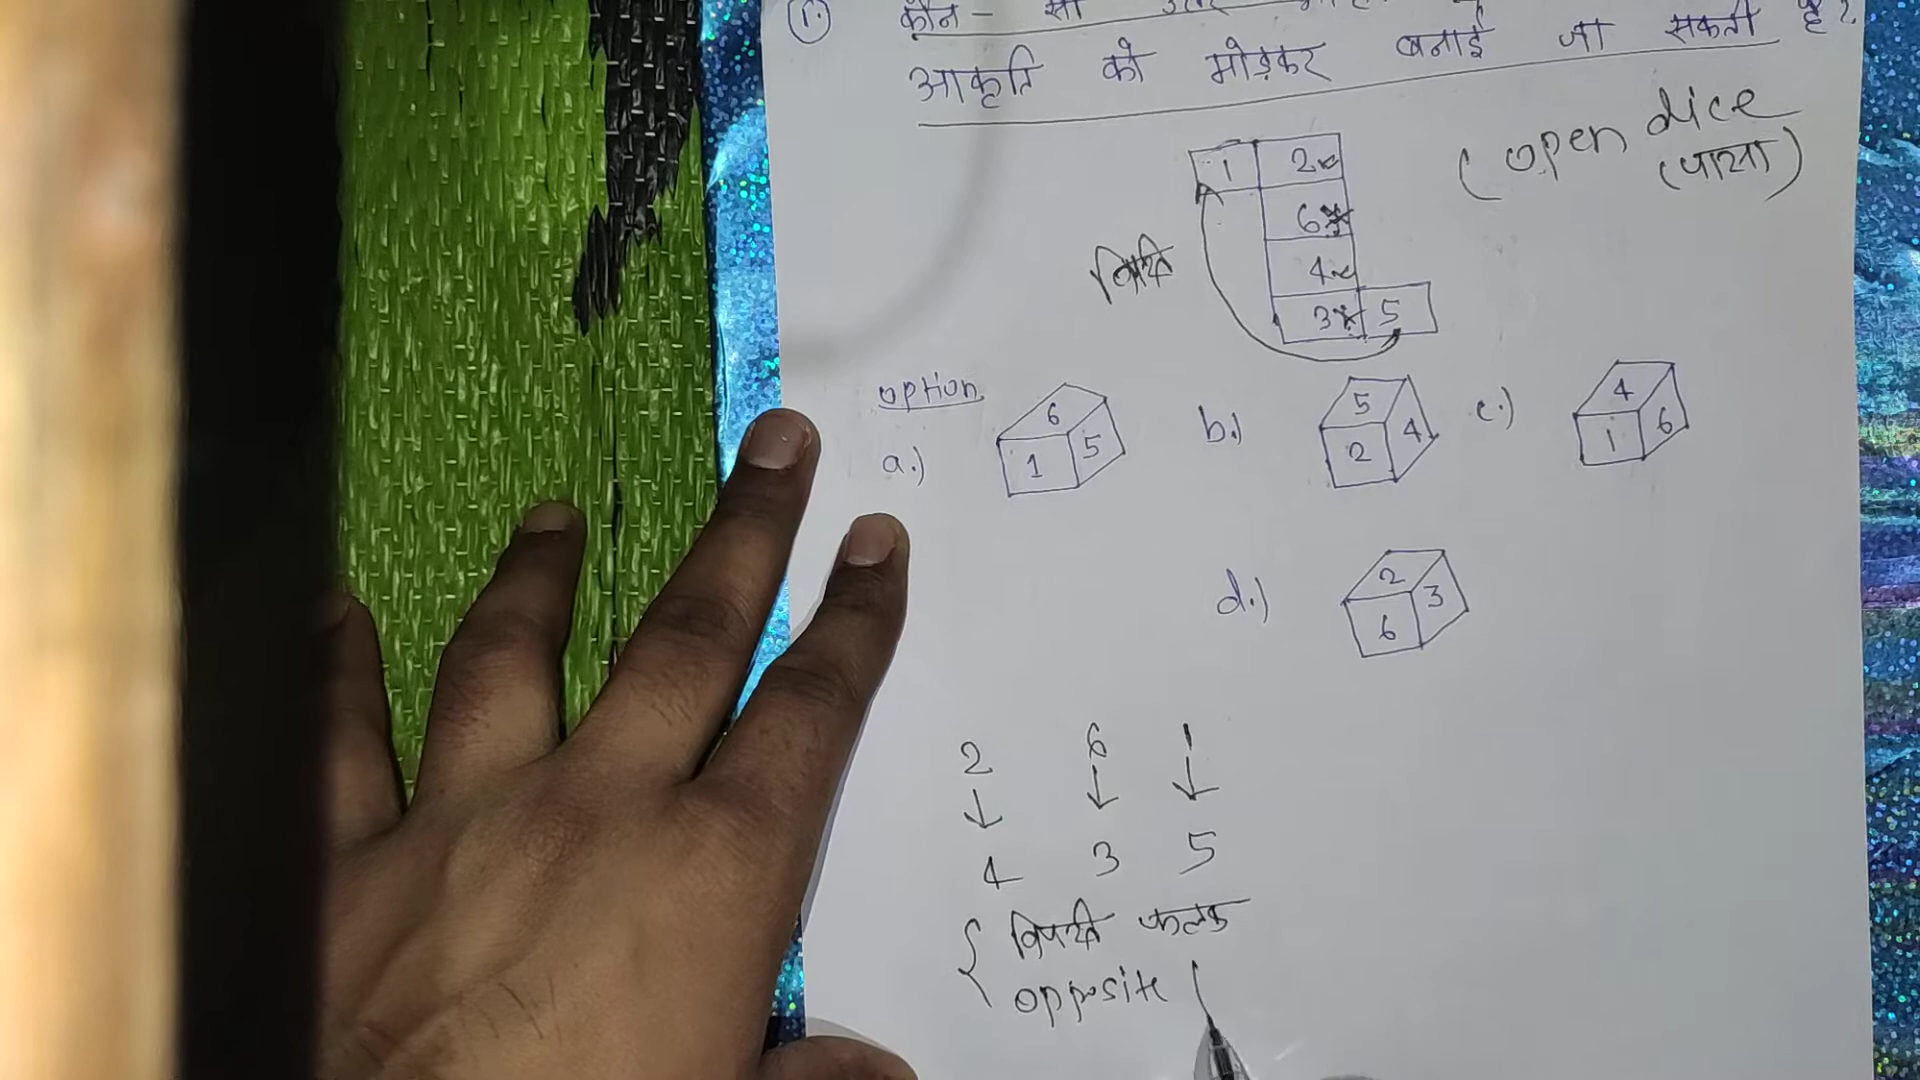 1.
कौन - सी
आकृति को मोड़कर बनाई जा सकती है?
(open dice
(पासा)
1 2
6
4
3 5
option
a.) 6 1 5
b.) 5 2 4
c.) 4 1 6
d.) 2 6 3
2 6 1
↓ ↓ ↓
4 3 5
{ विपरीत फलक
opposite (